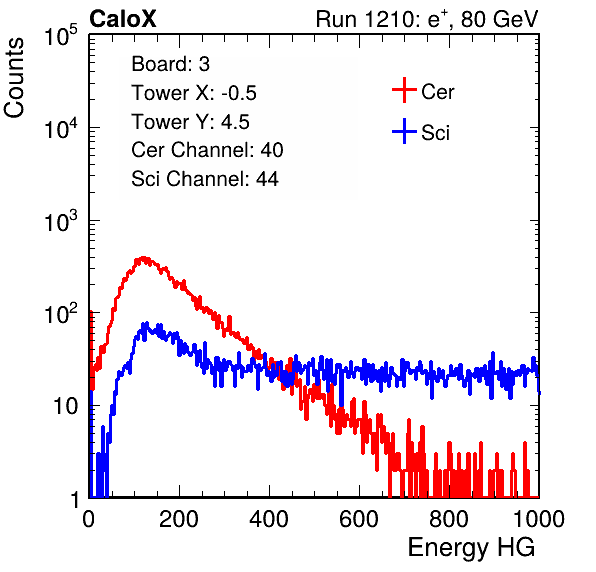 CaloX Run 1210: e⁺, 80 GeV
Counts
10⁵
10⁴
10³
10²
10
1
Board: 3
Tower X: -0.5
Tower Y: 4.5
Cer Channel: 40
Sci Channel: 44
Cer
Sci
0 200 400 600 800 1000
Energy HG